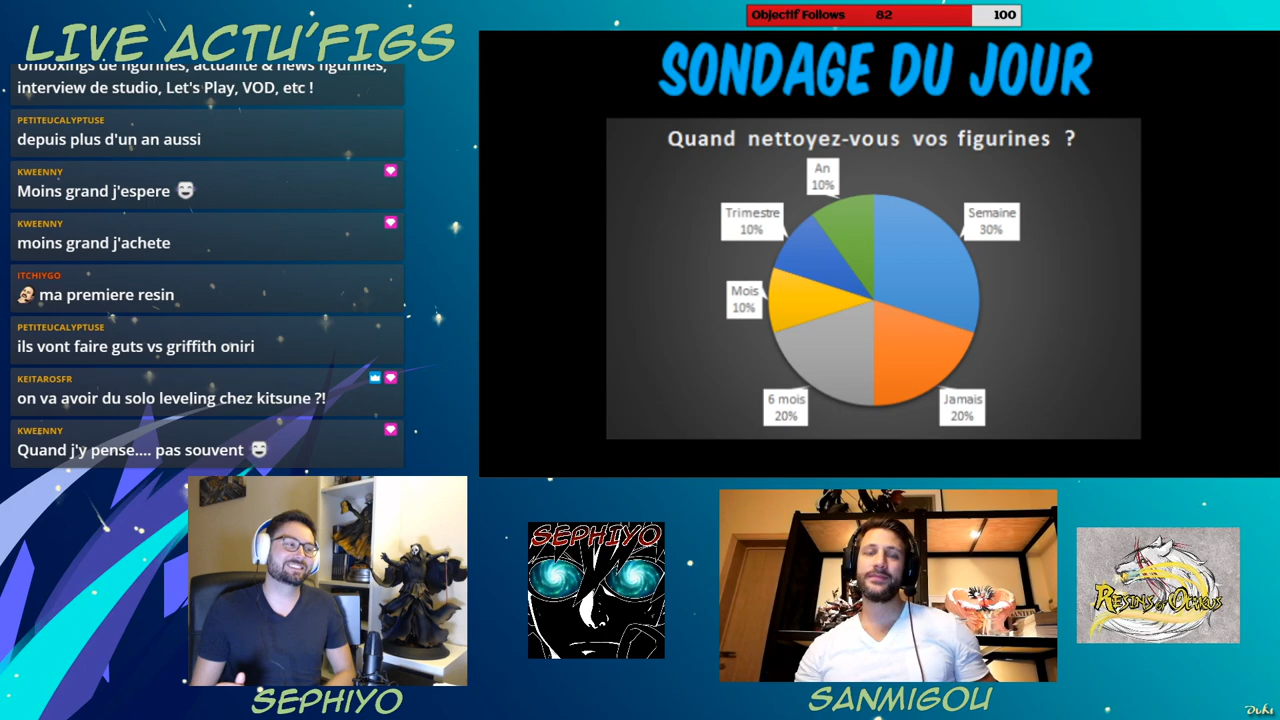 LIVE ACTU'FIGS
Objectif Follows 82 100
Unboxings de figurines, actualité & news figurines,
interview de studio, Let's Play, VOD, etc !
PETITEUCALYPTUSE
depuis plus d'un an aussi
KWEENNY
Moins grand j'espere
KWEENNY
moins grand j'achete
ITCHIYGO
ma premiere resin
PETITEUCALYPTUSE
ils vont faire guts vs griffith oniri
KEITAROSFR
on va avoir du solo leveling chez kitsune ?!
KWEENNY
Quand j'y pense.... pas souvent
SONDAGE DU JOUR
Quand nettoyez-vous vos figurines ?
An
10%
Trimestre
10%
Semaine
30%
Mois
10%
6 mois
20%
Jamais
20%
SEPHIYO
SEPHIYO
SANMIGOU
RESINS of OTAKUS